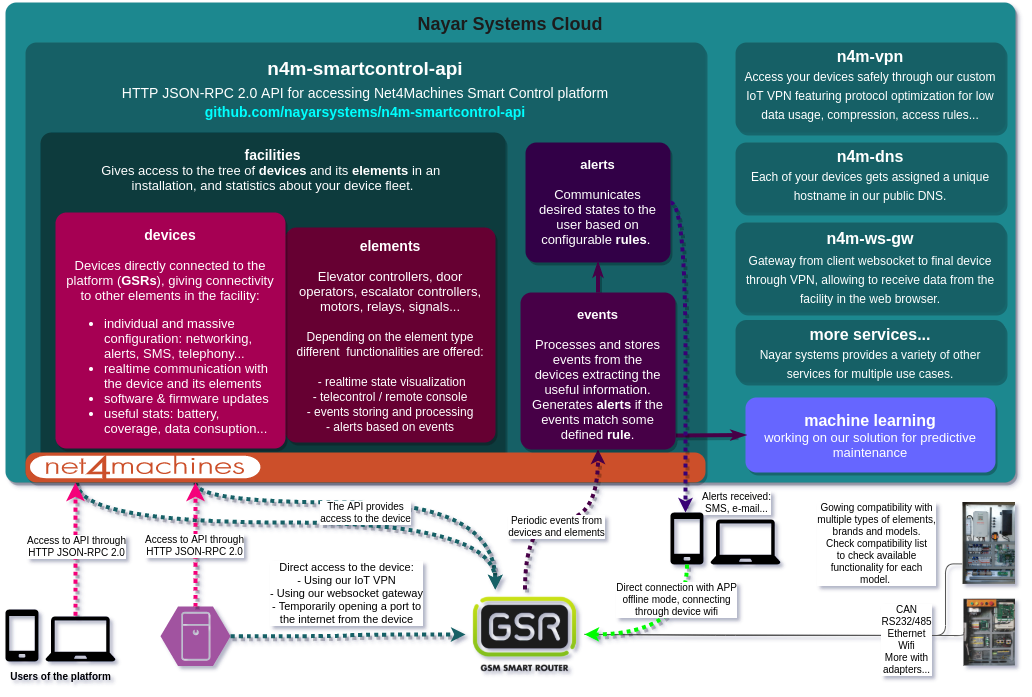 Nayar Systems Cloud
n4m-smartcontrol-api
HTTP JSON-RPC 2.0 API for accessing Net4Machines Smart Control platform
github.com/nayarsystems/n4m-smartcontrol-api
facilities
Gives access to the tree of devices and its elements in an
installation, and statistics about your device fleet.
devices
Devices directly connected to the
platform (GSRs), giving connectivity
to other elements in the facility:
• individual and massive
configuration: networking,
alerts, SMS, telephony...
• realtime communication with
the device and its elements
• software & firmware updates
• useful stats: battery,
coverage, data consuption...
elements
Elevator controllers, door
operators, escalator controllers,
motors, relays, signals...
Depending on the element type
different functionalities are offered:
- realtime state visualization
- telecontrol / remote console
- events storing and processing
- alerts based on events
alerts
Communicates
desired states to the
user based on
configurable rules.
events
Processes and stores
events from the
devices extracting the
useful information.
Generates alerts if the
events match some
defined rule.
n4m-vpn
Access your devices safely through our custom
IoT VPN featuring protocol optimization for low
data usage, compression, access rules...
n4m-dns
Each of your devices gets assigned a unique
hostname in our public DNS.
n4m-ws-gw
Gateway from client websocket to final device
through VPN, allowing to receive data from the
facility in the web browser.
more services...
Nayar systems provides a variety of other
services for multiple use cases.
machine learning
working on our solution for predictive
maintenance
net4machines
The API provides
access to the device
Access to API through
HTTP JSON-RPC 2.0
Access to API through
HTTP JSON-RPC 2.0
Direct access to the device:
- Using our IoT VPN
- Using our websocket gateway
- Temporarily opening a port to
the internet from the device
Periodic events from
devices and elements
Alerts received:
SMS, e-mail...
Direct connection with APP
offline mode, connecting
through device wifi
Gowing compatibility with
multiple types of elements,
brands and models.
Check compatibility list
to check available
functionality for each
model.
CAN
RS232/485
Ethernet
Wifi
More with
adapters...
GSR
GSM SMART ROUTER
Users of the platform